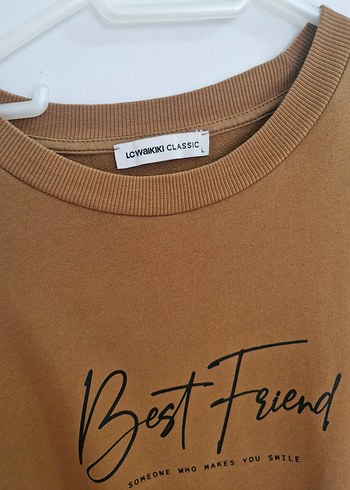 LCWAIKIKI CLASSIC
L
Best Friend
SOMEONE WHO MAKES YOU SMILE